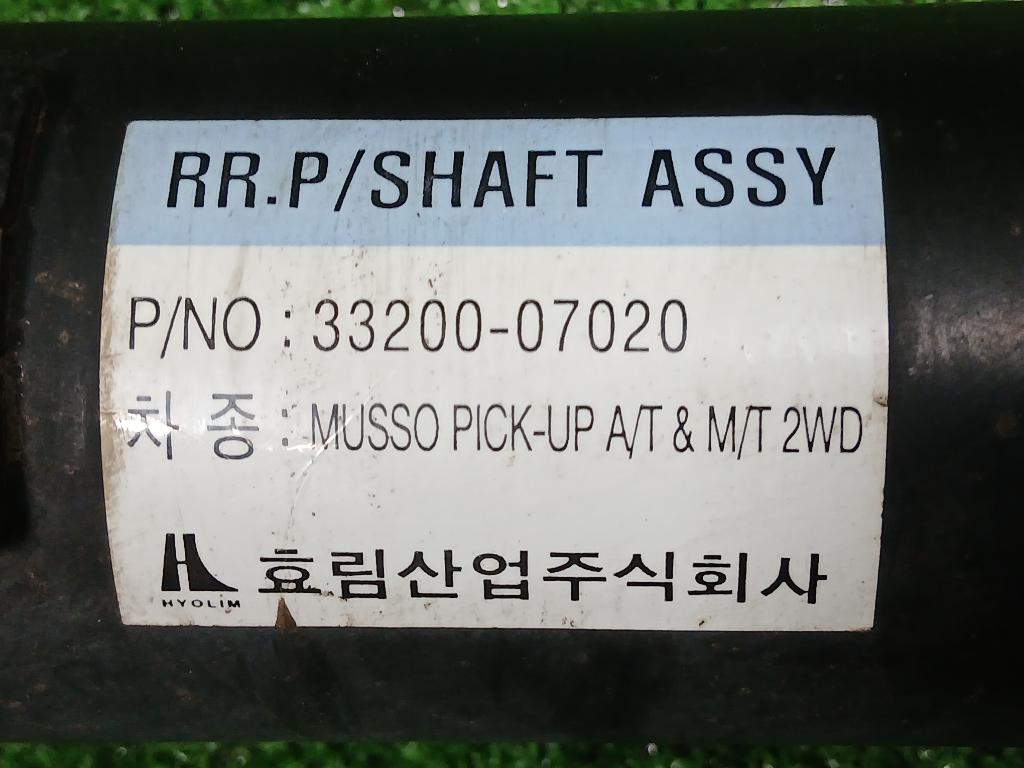 RR.P/SHAFT ASSY
P/NO : 33200-07020
차 종 : MUSSO PICK-UP A/T & M/T 2WD
HYOLIM 효림산업주식회사